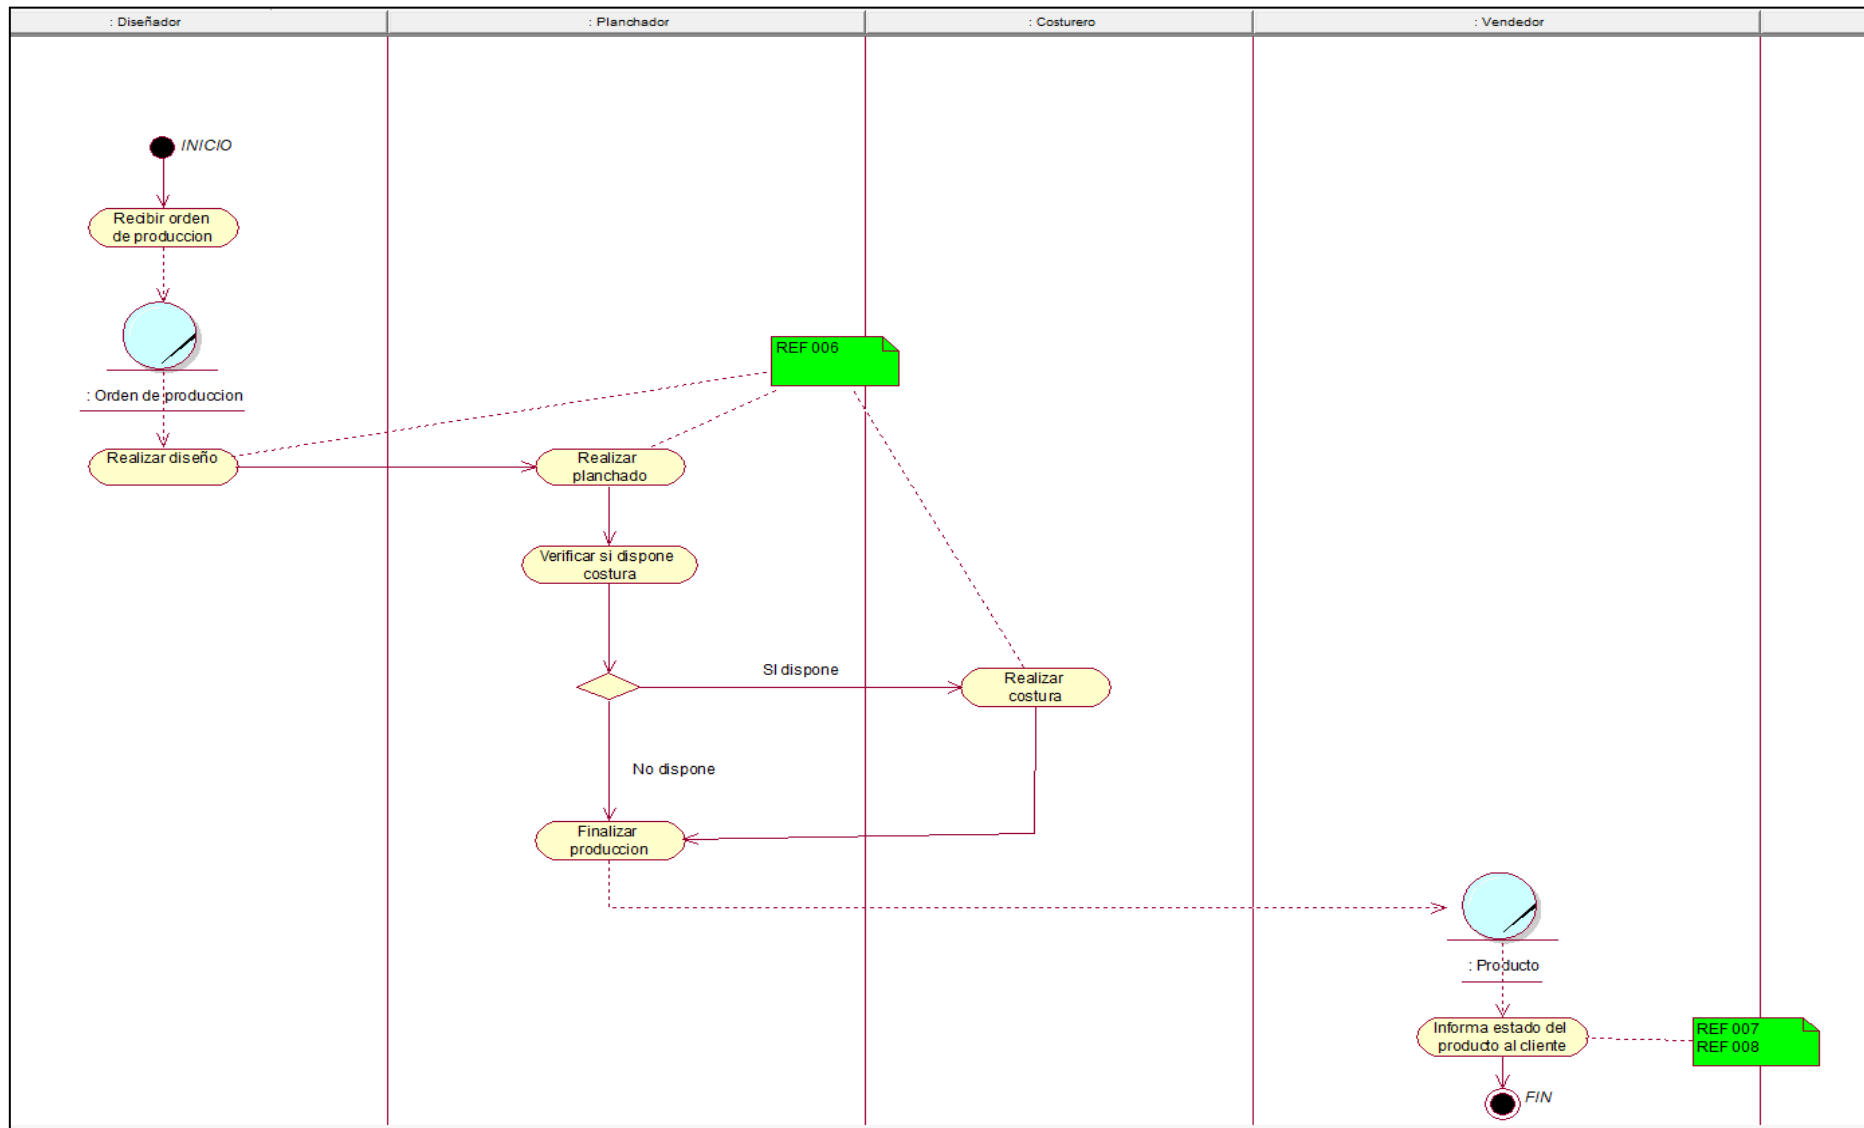 : Diseñador
: Planchador
: Costurero
: Vendedor
INICIO
Recibir orden
de produccion
REF 006
: Orden de produccion
Realizar diseño
Realizar
planchado
Verificar si dispone
costura
SI dispone
Realizar
costura
No dispone
Finalizar
produccion
: Producto
Informa estado del
producto al cliente
REF 007
REF 008
FIN